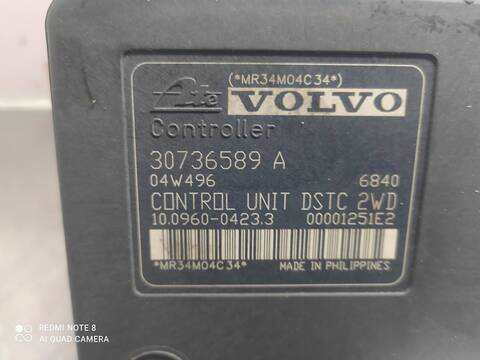 (*MR34M04C34*)
Ate VOLVO
Controller
30736589 A
04W496 6840
CONTROL UNIT DSTC 2WD
10.0960-0423.3 00001251E2
*MR34M04C34* MADE IN PHILIPPINES
REDMI NOTE 8
AI QUAD CAMERA